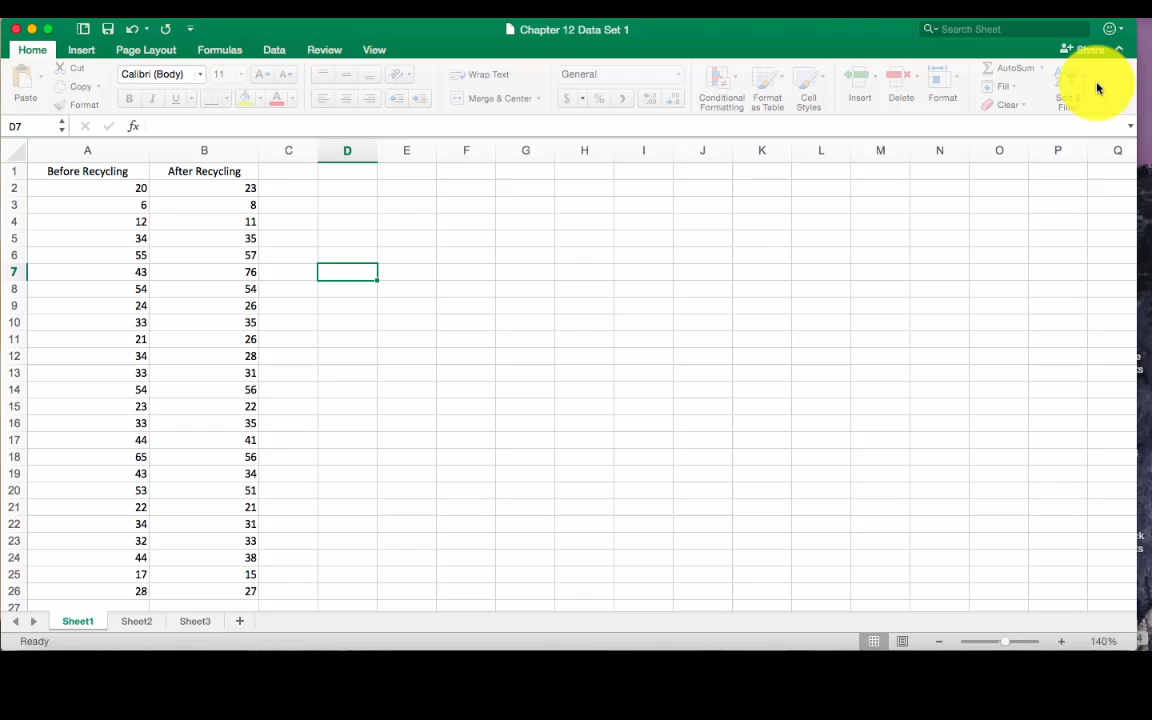 Chapter 12 Data Set 1
Search Sheet
Home Insert Page Layout Formulas Data Review View Share
Paste Cut Copy Format
Calibri (Body) 11 A A
B I U A
Wrap Text
Merge & Center
General
$ %
Conditional Formatting Format as Table Cell Styles Insert Delete Format
AutoSum
Fill
Clear
Sort & Filter
D7 fx
A B C D E F G H I J K L M N O P Q
1 Before Recycling After Recycling
2 20 23
3 6 8
4 12 11
5 34 35
6 55 57
7 43 76
8 54 54
9 24 26
10 33 35
11 21 26
12 34 28
13 33 31
14 54 56
15 23 22
16 33 35
17 44 41
18 65 56
19 43 34
20 53 51
21 22 21
22 34 31
23 32 33
24 44 38
25 17 15
26 28 27
27
Sheet1 Sheet2 Sheet3 +
Ready 140%